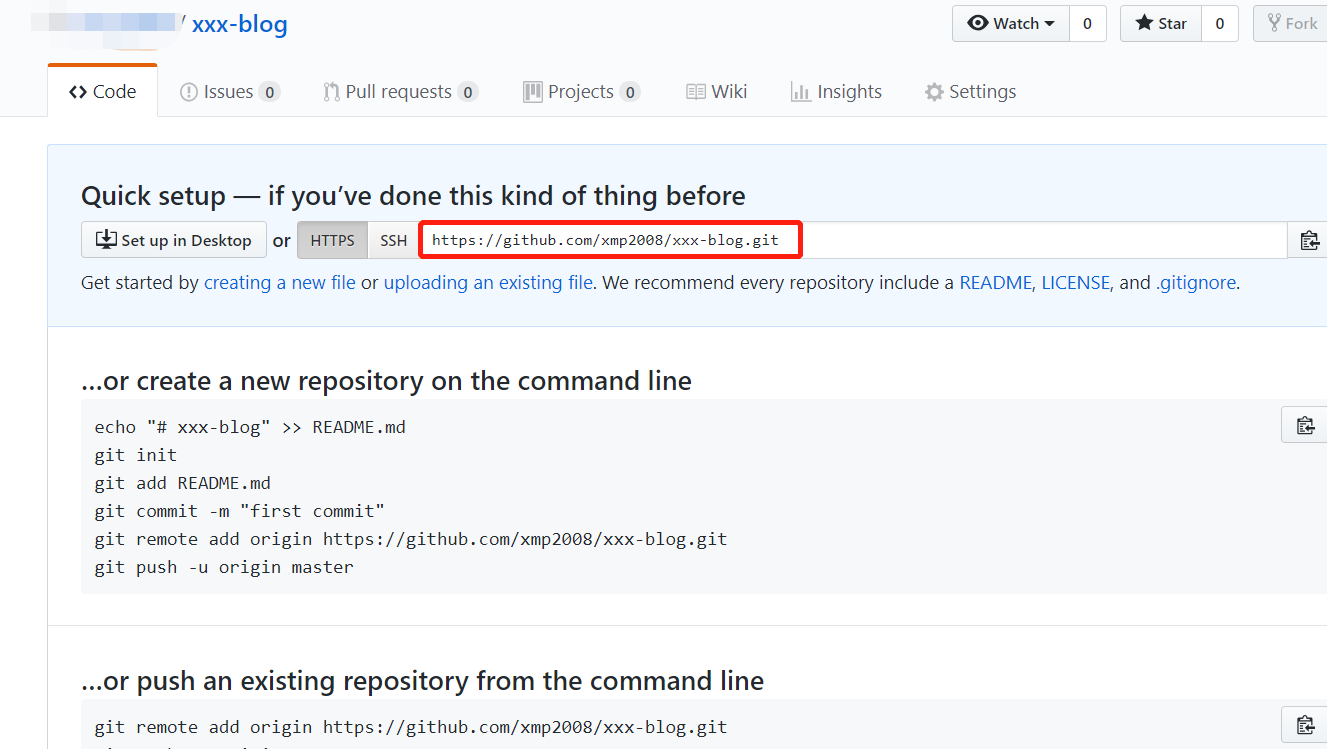 / xxx-blog
Watch 0 Star 0 Fork
Code Issues 0 Pull requests 0 Projects 0 Wiki Insights Settings
Quick setup — if you’ve done this kind of thing before
Set up in Desktop or HTTPS SSH https://github.com/xmp2008/xxx-blog.git
Get started by creating a new file or uploading an existing file. We recommend every repository include a README, LICENSE, and .gitignore.
…or create a new repository on the command line
echo "# xxx-blog" >> README.md
git init
git add README.md
git commit -m "first commit"
git remote add origin https://github.com/xmp2008/xxx-blog.git
git push -u origin master
…or push an existing repository from the command line
git remote add origin https://github.com/xmp2008/xxx-blog.git